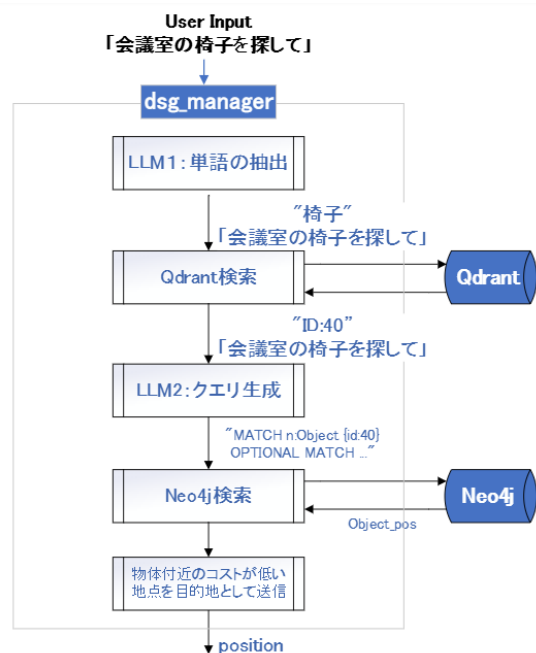 User Input
「会議室の椅子を探して」
dsg_manager
LLM1:単語の抽出
"椅子"
「会議室の椅子を探して」
Qdrant検索
Qdrant
"ID:40”
「会議室の椅子を探して」
LLM2:クエリ生成
"MATCH n:Object {id:40}
OPTIONAL MATCH ..."
Neo4j検索
Neo4j
Object_pos
物体付近のコストが低い
地点を目的地として送信
position